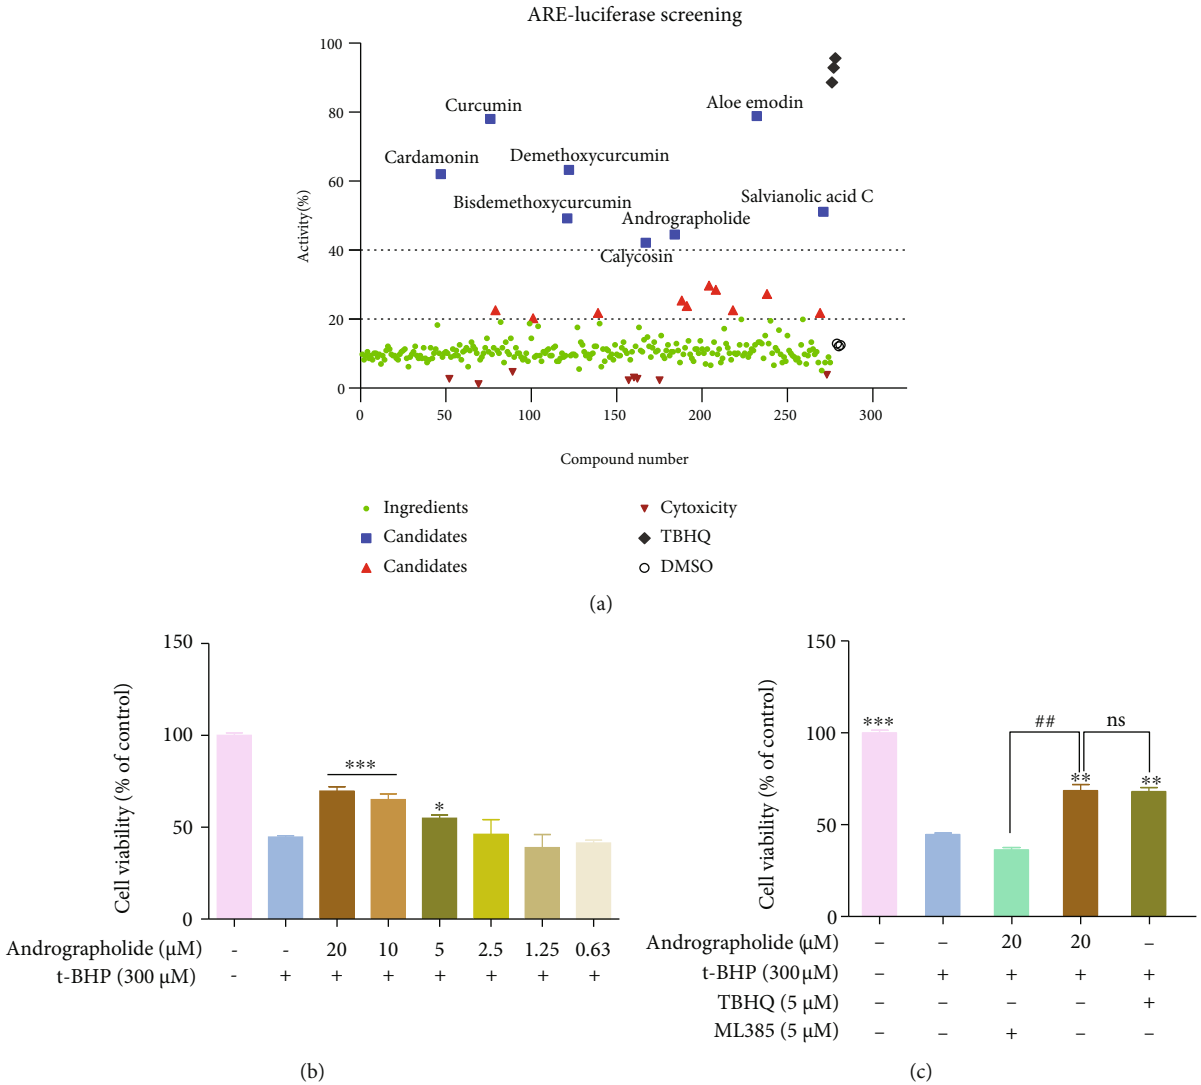 ARE-luciferase screening
100
80
60
40
20
0
Activity (%)
Curcumin
Aloe emodin
Cardamonin
Demethoxycurcumin
Bisdemethoxycurcumin
Salvianolic acid C
Andrographolide
Calycosin
0 50 100 150 200 250 300
Compound number
Ingredients
Candidates
Candidates
Cytoxicity
TBHQ
DMSO
(a)
150
100
50
0
Cell viability (% of control)
***
*
Andrographolide (μM) - - 20 10 5 2.5 1.25 0.63
t-BHP (300 μM) - + + + + + + +
(b)
150
100
50
0
Cell viability (% of control)
***
## ns
** **
Andrographolide (μM) – – 20 20 –
t-BHP (300 μM) – + + + +
TBHQ (5 μM) – – – – +
ML385 (5 μM) – – + – –
(c)